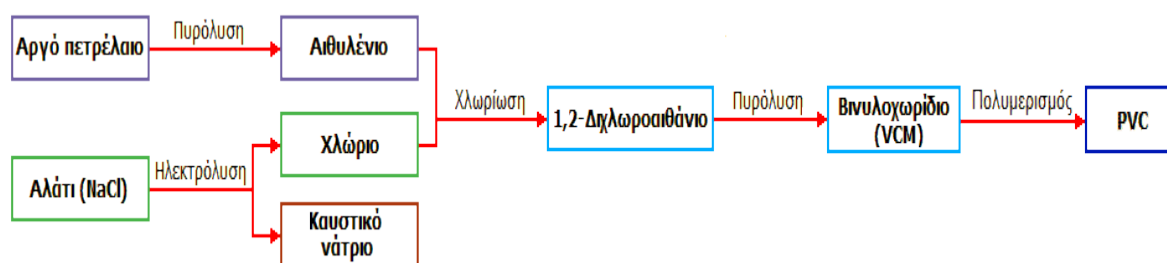 Αργό πετρέλαιο
Πυρόλυση
Αιθυλένιο
Αλάτι (NaCl)
Ηλεκτρόλυση
Χλώριο
Καυστικό
νάτριο
Χλωρίωση
1,2-Διχλωροαιθάνιο
Πυρόλυση
Βινυλοχωρίδιο
(VCM)
Πολυμερισμός
PVC